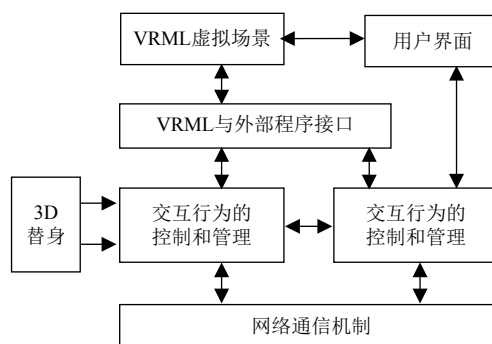 VRML虚拟场景
用户界面
VRML与外部程序接口
3D
替身
交互行为的
控制和管理
交互行为的
控制和管理
网络通信机制